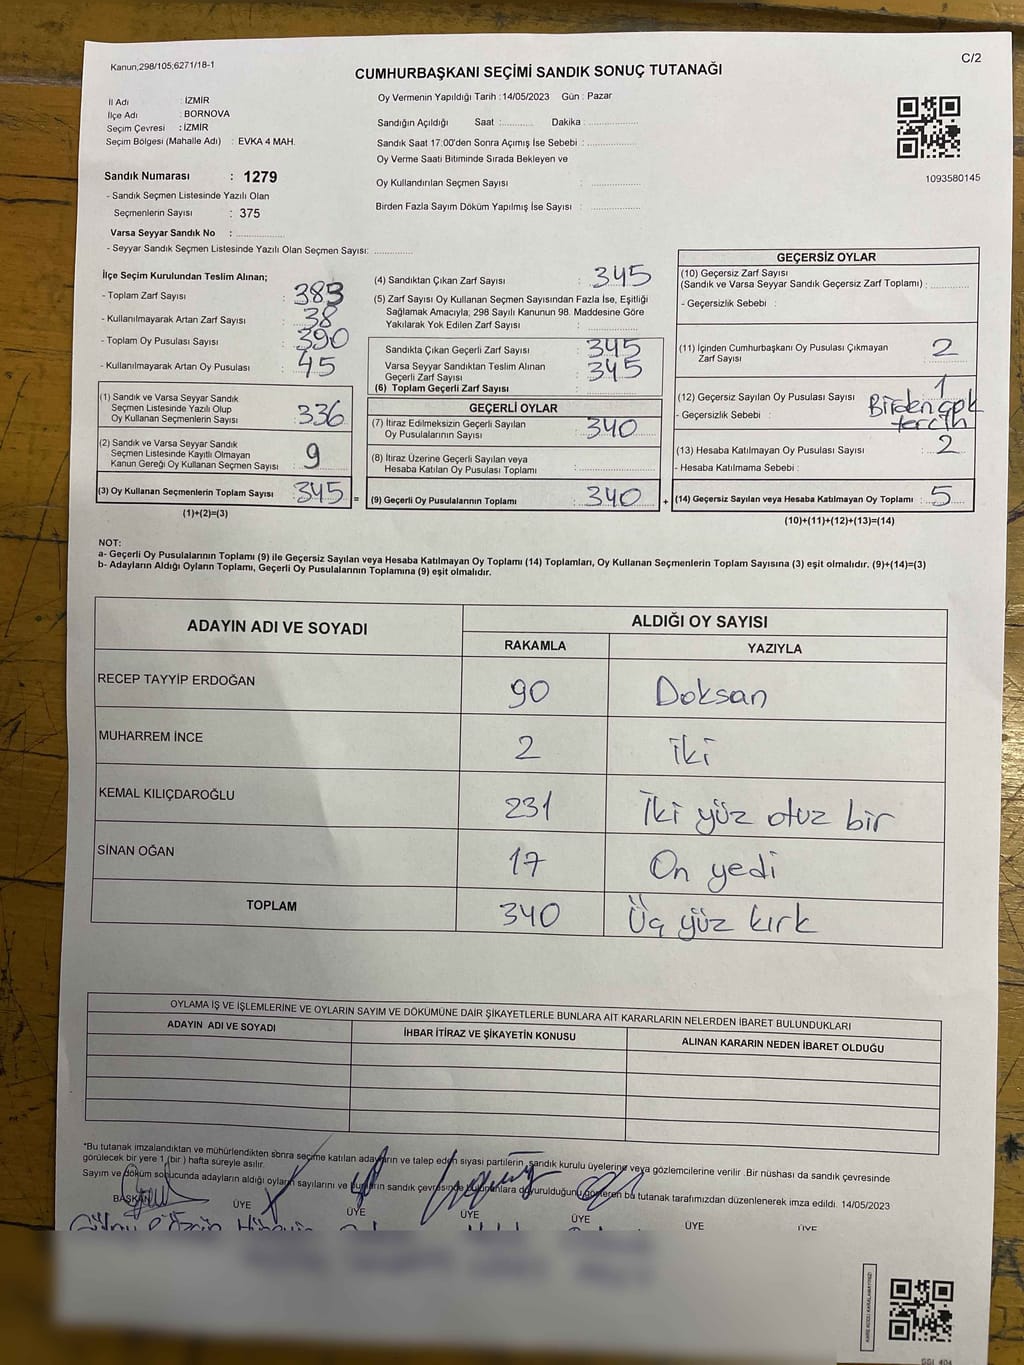 Kanun;298/105;6271/18-1
C/2
CUMHURBAŞKANI SEÇİMİ SANDIK SONUÇ TUTANAĞI
İl Adı : İZMİR
İlçe Adı : BORNOVA
Seçim Çevresi : İZMİR
Seçim Bölgesi (Mahalle Adı) : EVKA 4 MAH.
Sandık Numarası : 1279
- Sandık Seçmen Listesinde Yazılı Olan
Seçmenlerin Sayısı : 375
Varsa Seyyar Sandık No : ...............
- Seyyar Sandık Seçmen Listesinde Yazılı Olan Seçmen Sayısı: ............
Oy Vermenin Yapıldığı Tarih :14/05/2023 Gün : Pazar
Sandığın Açıldığı Saat :........... Dakika : ................
Sandık Saat 17.00'den Sonra Açımış İse Sebebi : ................
Oy Verme Saati Bitiminde Sırada Bekleyen ve
Oy Kullandırılan Seçmen Sayısı : ................
Birden Fazla Sayım Döküm Yapılmış İse Sayısı : ................
1093580145
İlçe Seçim Kurulundan Teslim Alınan;
- Toplam Zarf Sayısı : 383
- Kullanılmayarak Artan Zarf Sayısı : 38
- Toplam Oy Pusulası Sayısı : 390
- Kullanılmayarak Artan Oy Pusulası : 45
(1) Sandık ve Varsa Seyyar Sandık
Seçmen Listesinde Yazılı Olup
Oy Kullanan Seçmenlerin Sayısı : 336
(2) Sandık ve Varsa Seyyar Sandık
Seçmen Listesinde Kayıtlı Olmayan
Kanun Gereği Oy Kullanan Seçmen Sayısı : 9
(3) Oy Kullanan Seçmenlerin Toplam Sayısı : 345 =
(1)+(2)=(3)
(4) Sandıktan Çıkan Zarf Sayısı : 345
(5) Zarf Sayısı Oy Kullanan Seçmen Sayısından Fazla İse, Eşitliği
Sağlamak Amacıyla; 298 Sayılı Kanunun 98. Maddesine Göre
Yakılarak Yok Edilen Zarf Sayısı : ................
Sandıkta Çıkan Geçerli Zarf Sayısı : 345
Varsa Seyyar Sandıktan Teslim Alınan
Geçerli Zarf Sayısı : 345
(6) Toplam Geçerli Zarf Sayısı : ................
GEÇERLİ OYLAR
(7) İtiraz Edilmeksizin Geçerli Sayılan
Oy Pusulalarının Sayısı : 340
(8) İtiraz Üzerine Geçerli Sayılan veya
Hesaba Katılan Oy Pusulası Toplamı : ................
(9) Geçerli Oy Pusulalarının Toplamı : 340 +
GEÇERSİZ OYLAR
(10) Geçersiz Zarf Sayısı
(Sandık ve Varsa Seyyar Sandık Geçersiz Zarf Toplamı) : ...........
- Geçersizlik Sebebi :
(11) İçinden Cumhurbaşkanı Oy Pusulası Çıkmayan
Zarf Sayısı : 2
(12) Geçersiz Sayılan Oy Pusulası Sayısı : 1
- Geçersizlik Sebebi : Birden çok
tercih
(13) Hesaba Katılmayan Oy Pusulası Sayısı : 2
- Hesaba Katılmama Sebebi :
(14) Geçersiz Sayılan veya Hesaba Katılmayan Oy Toplamı : 5
(10)+(11)+(12)+(13)=(14)
NOT:
a- Geçerli Oy Pusulalarının Toplamı (9) ile Geçersiz Sayılan veya Hesaba Katılmayan Oy Toplamı (14) Toplamları, Oy Kullanan Seçmenlerin Toplam Sayısına (3) eşit olmalıdır. (9)+(14)=(3)
b- Adayların Aldığı Oyların Toplamı, Geçerli Oy Pusulalarının Toplamına (9) eşit olmalıdır.
ADAYIN ADI VE SOYADI ALDIĞI OY SAYISI
RAKAMLA YAZIYLA
RECEP TAYYİP ERDOĞAN 90 Doksan
MUHARREM İNCE 2 iki
KEMAL KILIÇDAROĞLU 231 İki yüz otuz bir
SİNAN OĞAN 17 On yedi
TOPLAM 340 Üç yüz kırk
OYLAMA İŞ VE İŞLEMLERİNE VE OYLARIN SAYIM VE DÖKÜMÜNE DAİR ŞİKAYETLERLE BUNLARA AİT KARARLARIN NELERDEN İBARET BULUNDUKLARI
ADAYIN ADI VE SOYADI İHBAR İTİRAZ VE ŞİKAYETİN KONUSU ALINAN KARARIN NEDEN İBARET OLDUĞU
*Bu tutanak imzalandıktan ve mühürlendikten sonra seçime katılan adayların ve talep eden siyasi partilerin, sandık kurulu üyelerine veya gözlemcilerine verilir. Bir nüshası da sandık çevresinde
görülecek bir yere 1 (bir ) hafta süreyle asılır.
Sayım ve döküm sonucunda adayların aldığı oyların sayılarını ve bunların sandık çevresinde bulunanlara duyurulduğunu gösteren bu tutanak tarafımızdan düzenlenerek imza edildi. 14/05/2023
BAŞKAN ÜYE ÜYE ÜYE ÜYE ÜYE ÜYE